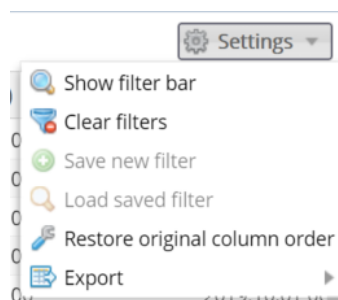 Settings
Show filter bar
Clear filters
Save new filter
Load saved filter
Restore original column order
Export